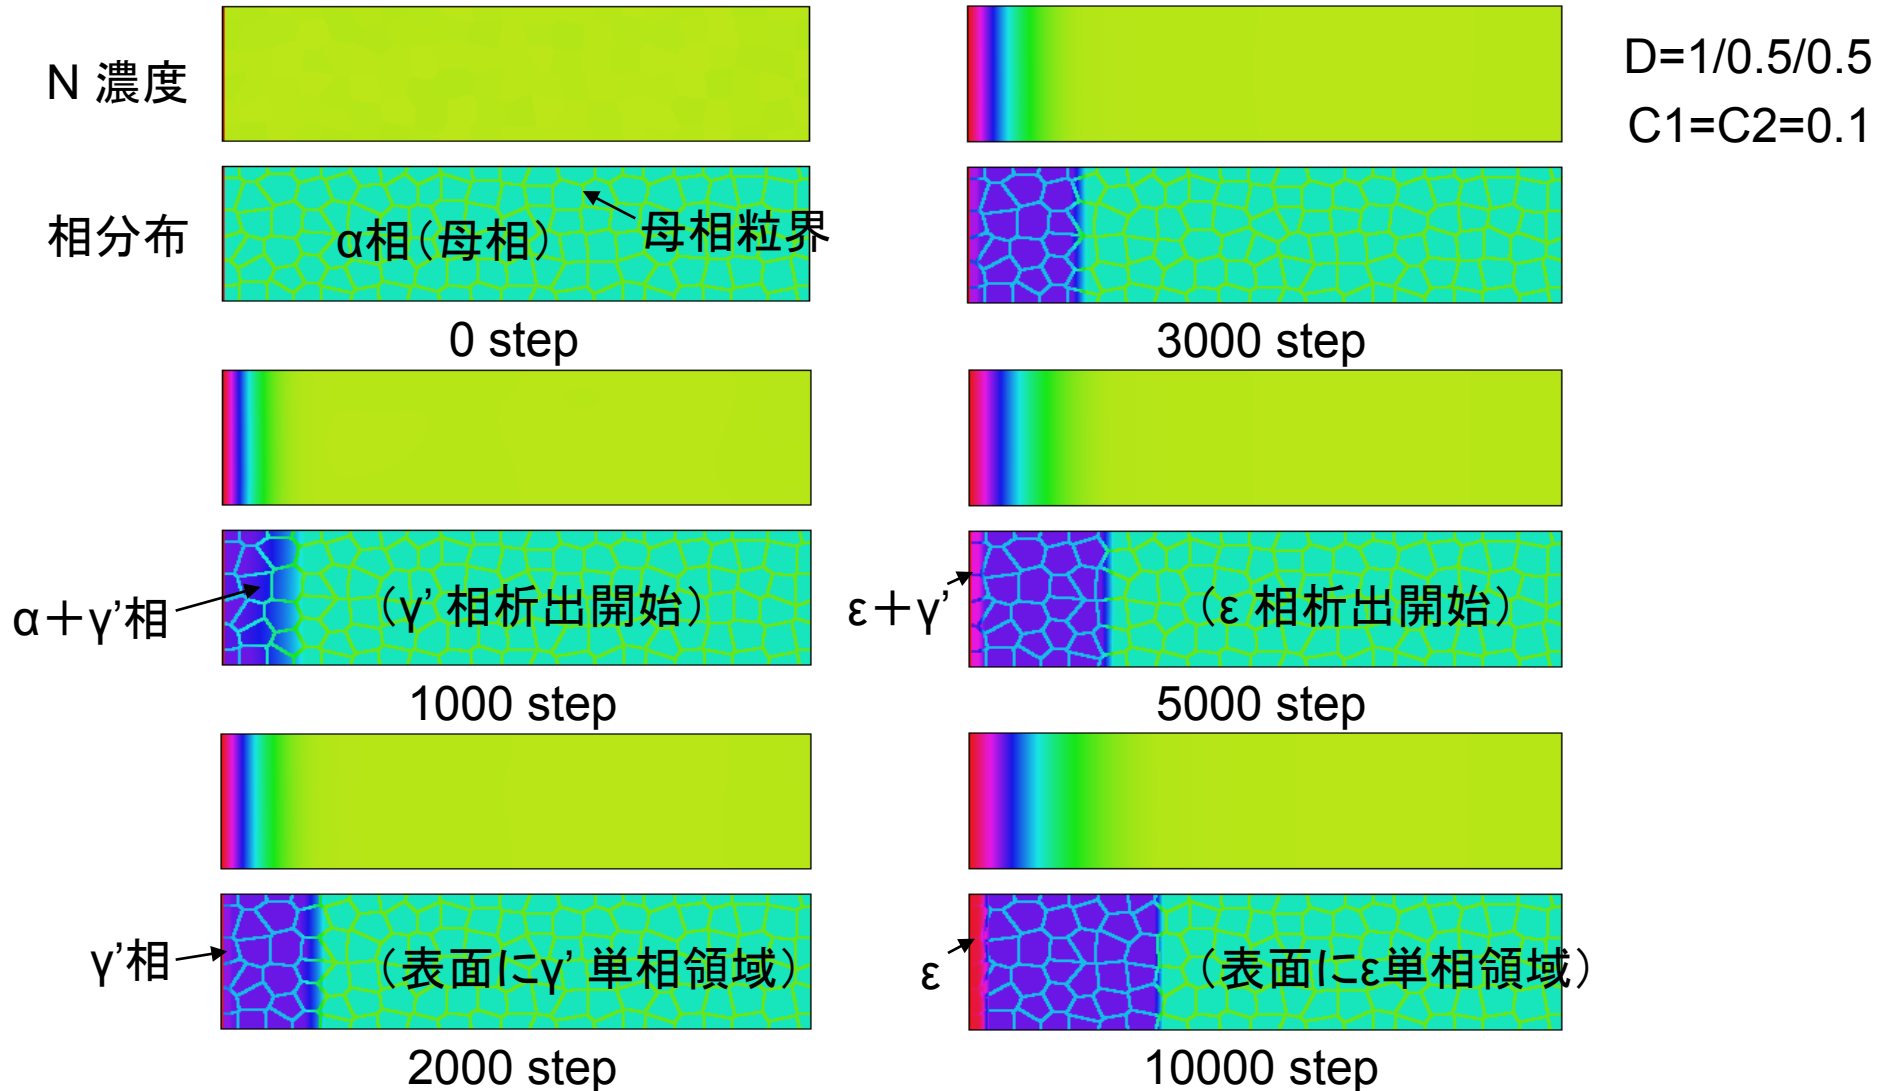 N 濃度
D=1/0.5/0.5
C1=C2=0.1
相分布
α相（母相）
母相粒界
0 step
3000 step
α＋γ’相
（γ’ 相析出開始）
ε＋γ’
（ε 相析出開始）
1000 step
5000 step
γ’相
（表面にγ’ 単相領域）
ε
（表面にε単相領域）
2000 step
10000 step